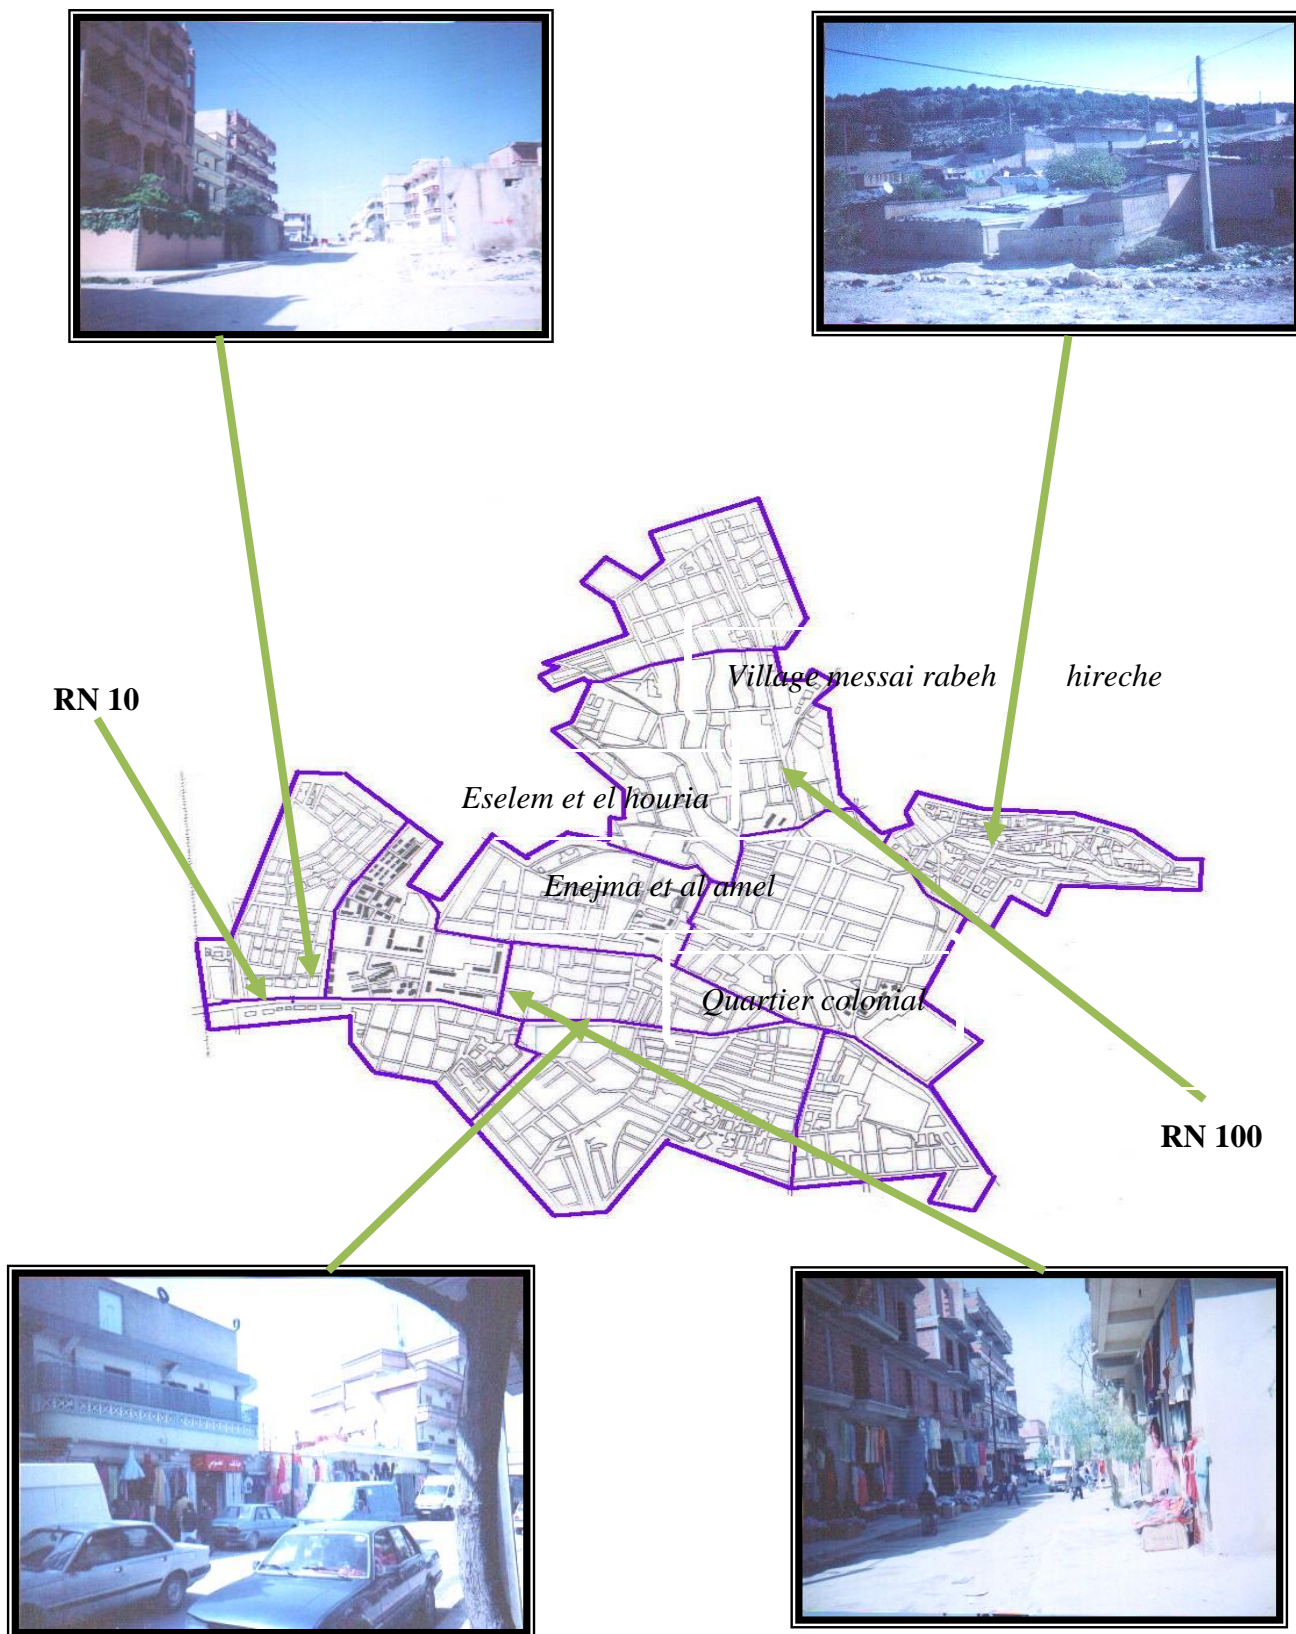 Village messai rabeh hireche
RN 10
Eselem et el houria
Enejma et al amel
Quartier colonial
RN 100